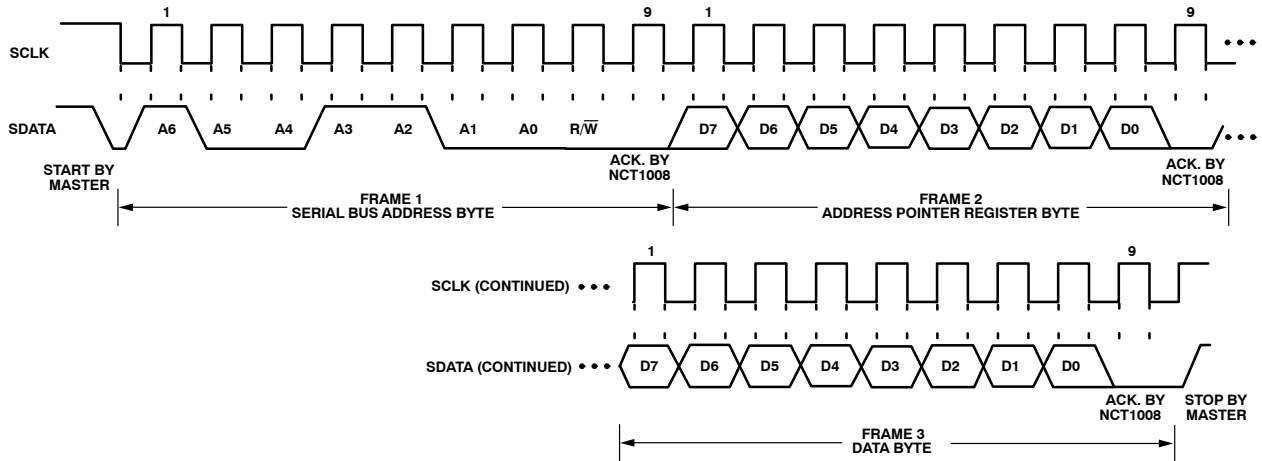 1 9 1 9
SCLK
SDATA A6 A5 A4 A3 A2 A1 A0 R/W̅ D7 D6 D5 D4 D3 D2 D1 D0
START BY
MASTER
ACK. BY
NCT1008
ACK. BY
NCT1008
FRAME 1
SERIAL BUS ADDRESS BYTE
FRAME 2
ADDRESS POINTER REGISTER BYTE
1 9
SCLK (CONTINUED)
SDATA (CONTINUED) D7 D6 D5 D4 D3 D2 D1 D0
ACK. BY
NCT1008
STOP BY
MASTER
FRAME 3
DATA BYTE